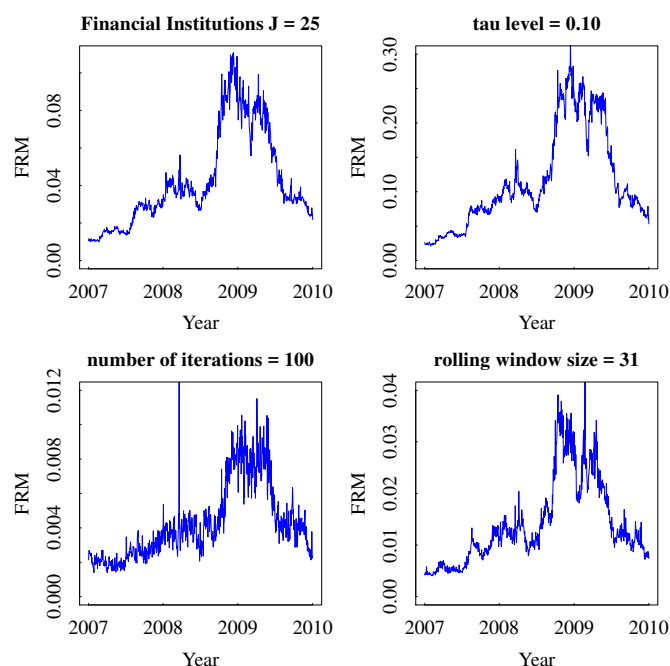 Financial Institutions J = 25
FRM
0.00
0.04
0.08
2007 2008 2009 2010
Year
tau level = 0.10
FRM
0.00
0.10
0.20
0.30
2007 2008 2009 2010
Year
number of iterations = 100
FRM
0.000
0.004
0.008
0.012
2007 2008 2009 2010
Year
rolling window size = 31
FRM
0.00
0.01
0.02
0.03
0.04
2007 2008 2009 2010
Year